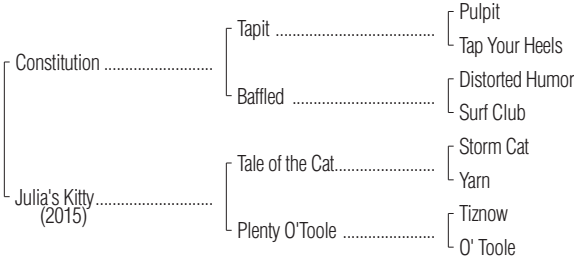 Pulpit
Tapit ........................................
Tap Your Heels
Constitution ...........................
Distorted Humor
Baffled ....................................
Surf Club
Storm Cat
Tale of the Cat.........................
Yarn
Julia's Kitty.............................
(2015)
Tiznow
Plenty O'Toole .......................
O' Toole